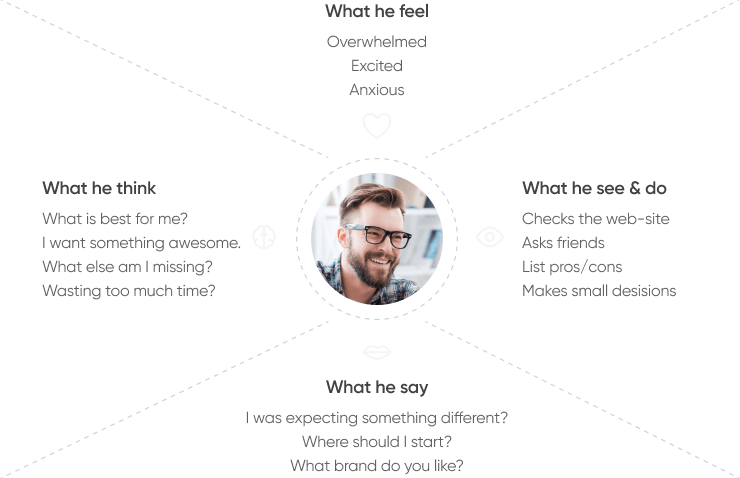 What he feel
Overwhelmed
Excited
Anxious
What he think
What is best for me?
I want something awesome.
What else am I missing?
Wasting too much time?
What he see & do
Checks the web-site
Asks friends
List pros/cons
Makes small desisions
What he say
I was expecting something different?
Where should I start?
What brand do you like?